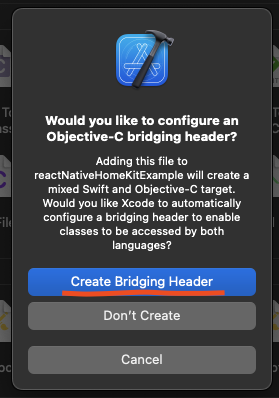 Would you like to configure an
Objective-C bridging header?
Adding this file to
reactNativeHomeKitExample will create a
mixed Swift and Objective-C target.
Would you like Xcode to automatically
configure a bridging header to enable
classes to be accessed by both
languages?
Create Bridging Header
Don't Create
Cancel